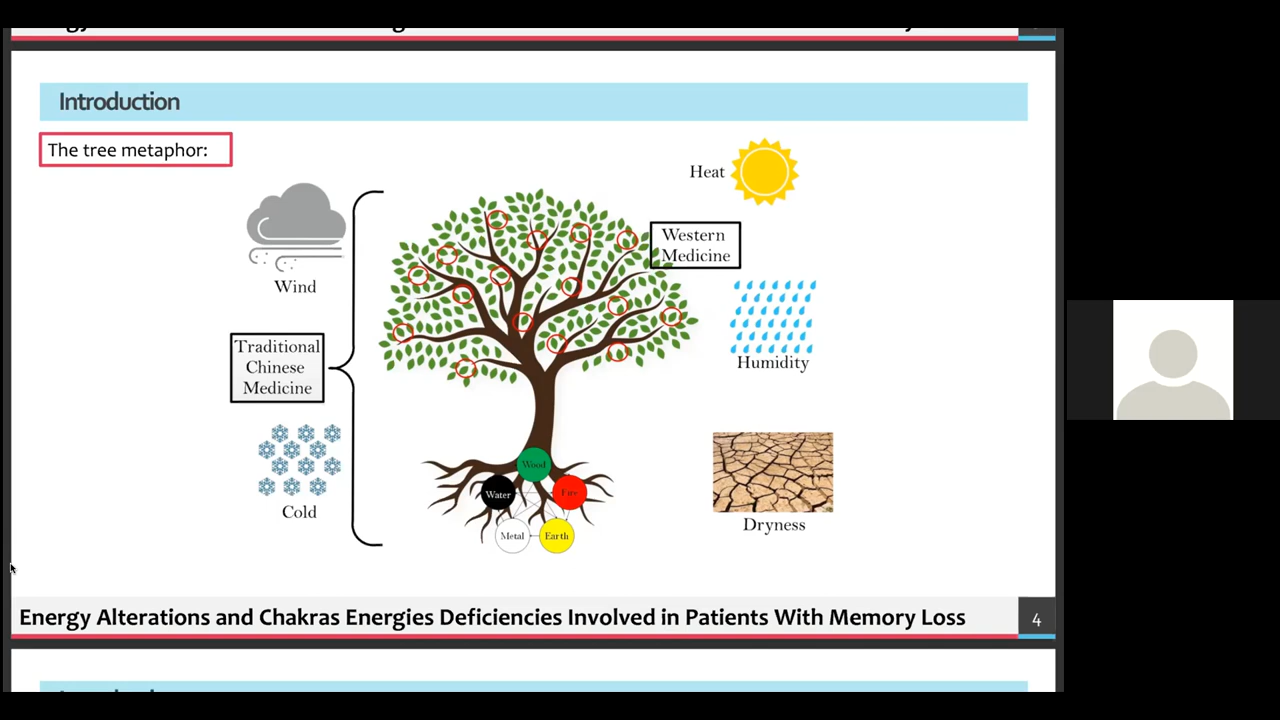 Introduction
The tree metaphor:
Heat
Western
Medicine
Wind
Traditional
Chinese
Medicine
Humidity
Cold
Wood
Water
Fire
Metal
Earth
Dryness
Energy Alterations and Chakras Energies Deficiencies Involved in Patients With Memory Loss
4